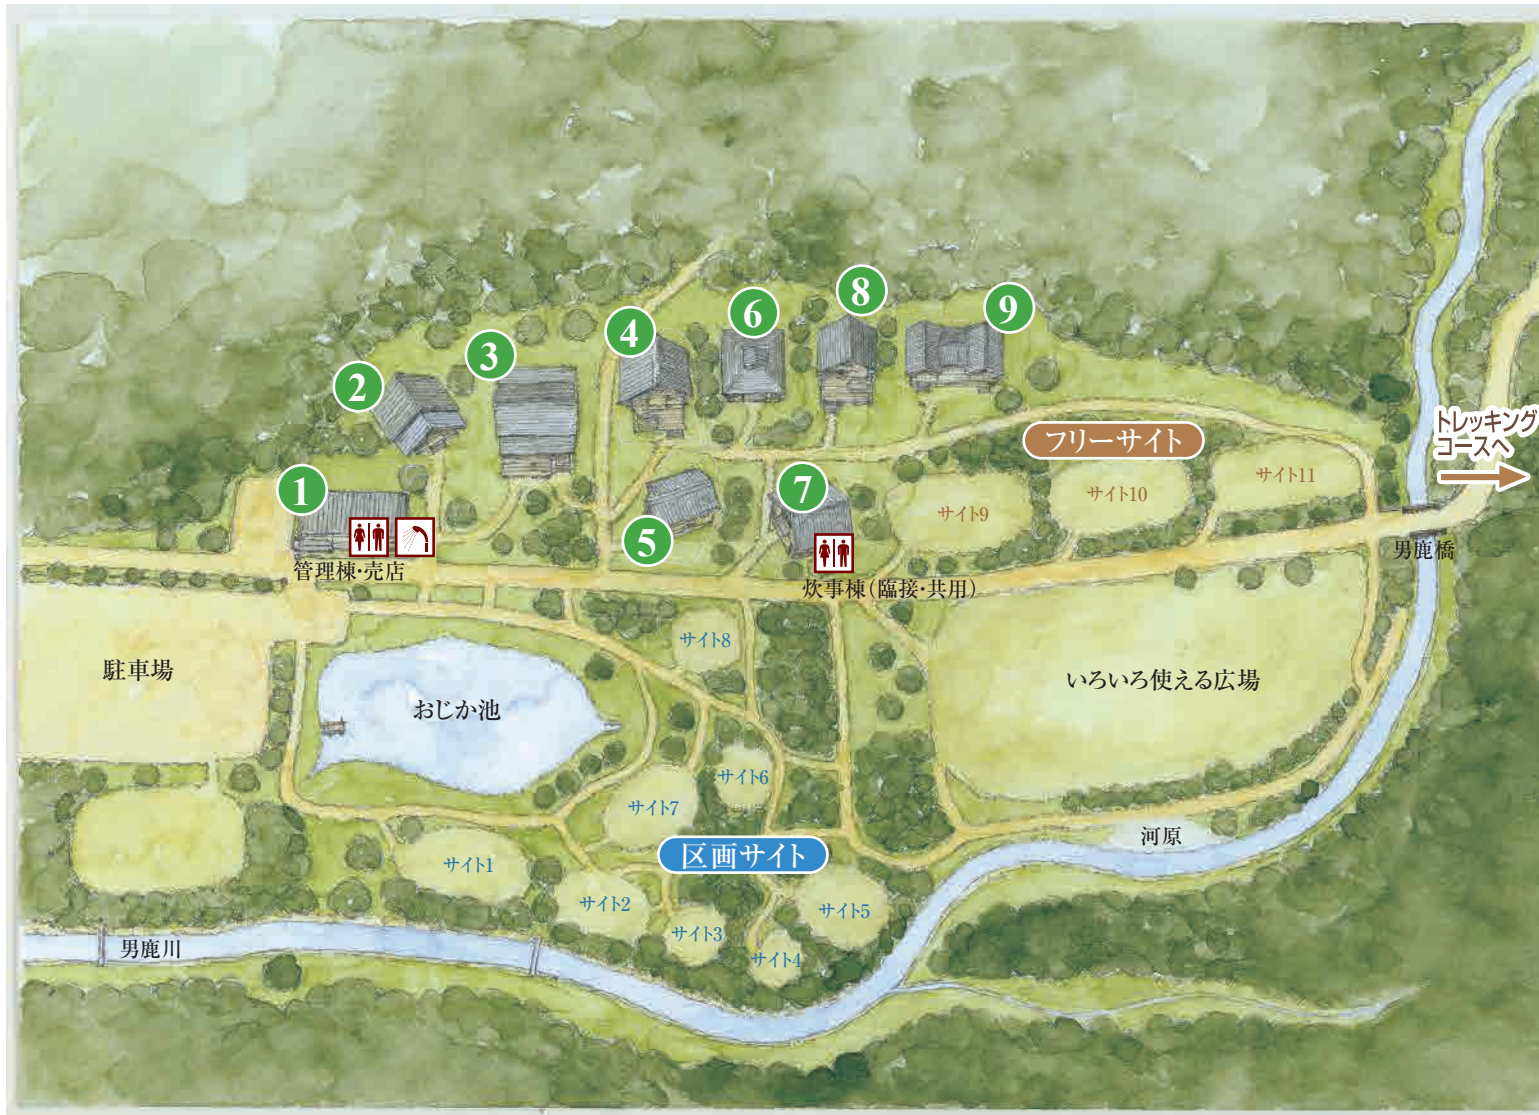 8
9
6
4
3
2
トレッキング
コースへ
フリーサイト
サイト11
サイト10
サイト9
1
7
5
男鹿橋
管理棟・売店
炊事棟（臨接・共用）
サイト8
駐車場
いろいろ使える広場
おじか池
サイト6
サイト7
河原
区画サイト
サイト1
サイト2
サイト5
サイト3
男鹿川
サイト4